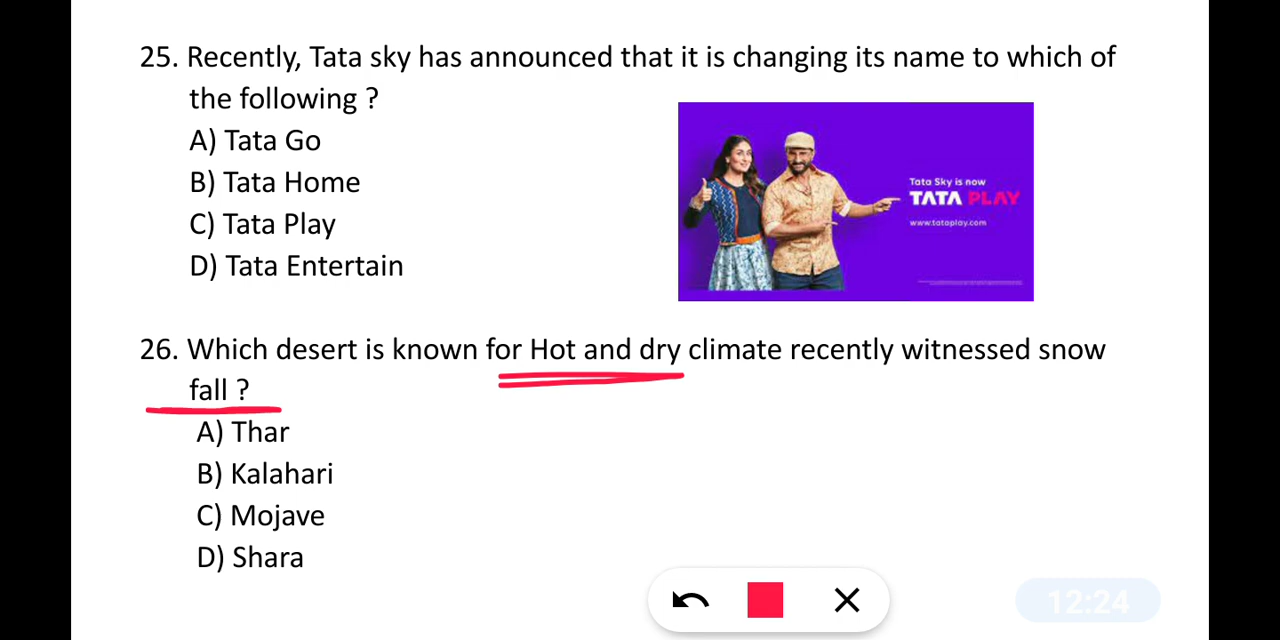 25. Recently, Tata sky has announced that it is changing its name to which of
the following ?
A) Tata Go
B) Tata Home
C) Tata Play
D) Tata Entertain
Tata Sky is now
TATA PLAY
www.tataplay.com
26. Which desert is known for Hot and dry climate recently witnessed snow
fall ?
A) Thar
B) Kalahari
C) Mojave
D) Shara
12:24